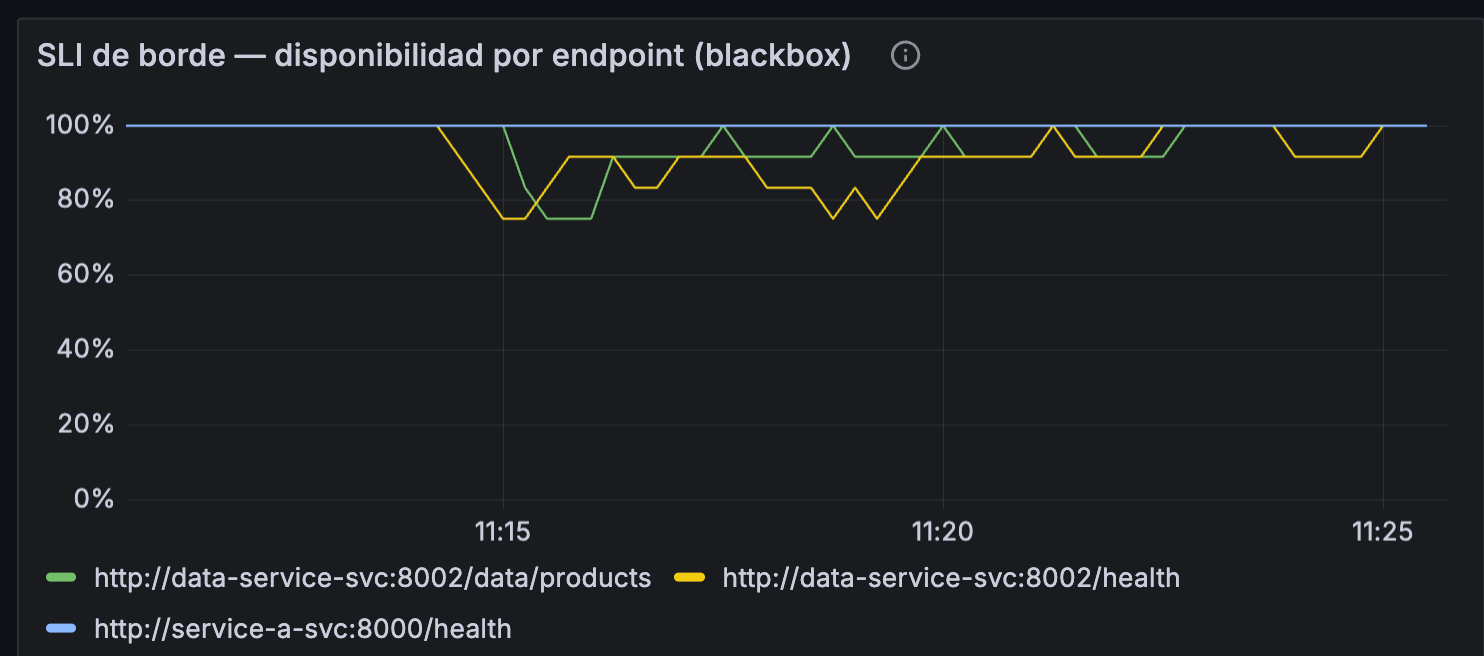 SLI de borde — disponibilidad por endpoint (blackbox)
100%
80%
60%
40%
20%
0%
11:15 11:20 11:25
http://data-service-svc:8002/data/products http://data-service-svc:8002/health
http://service-a-svc:8000/health